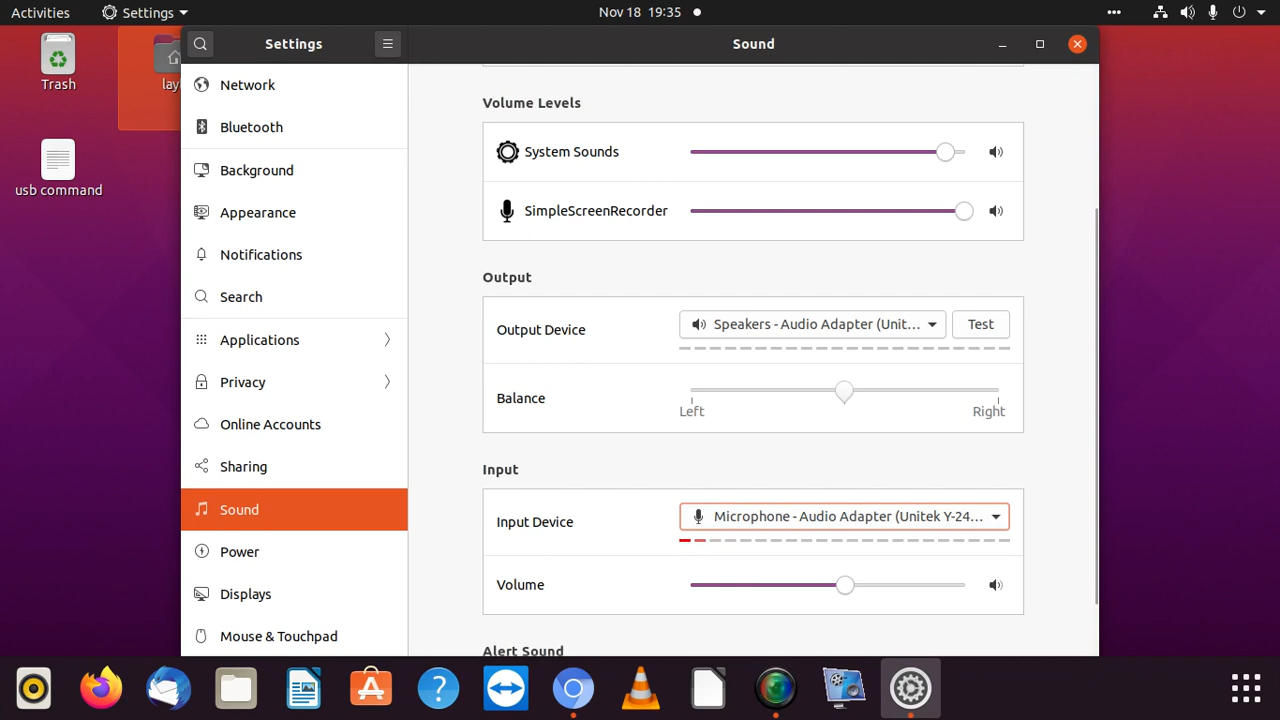 Activities
Settings
Nov 18 19:35
Trash
lay
usb command
Settings
Sound
Network
Bluetooth
Background
Appearance
Notifications
Search
Applications
Privacy
Online Accounts
Sharing
Sound
Power
Displays
Mouse & Touchpad
Volume Levels
System Sounds
SimpleScreenRecorder
Output
Output Device
Speakers - Audio Adapter (Unit...
Test
Balance
Left
Right
Input
Input Device
Microphone - Audio Adapter (Unitek Y-24...
Volume
Alert Sound